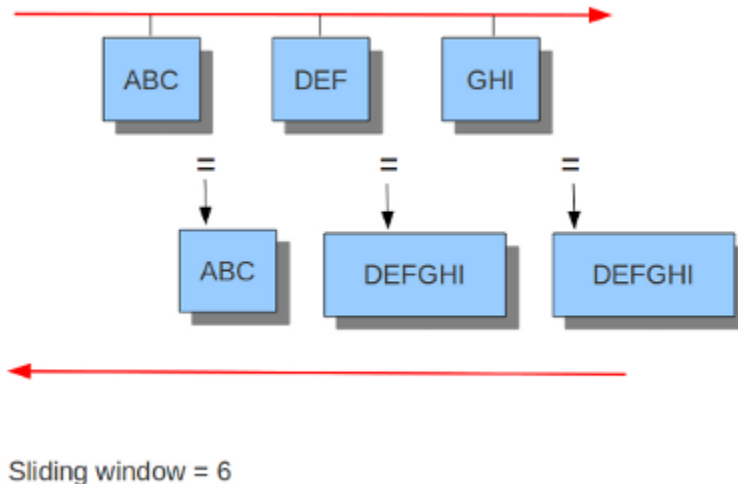 ABC DEF GHI
= = =
ABC DEFGHI DEFGHI
Sliding window = 6